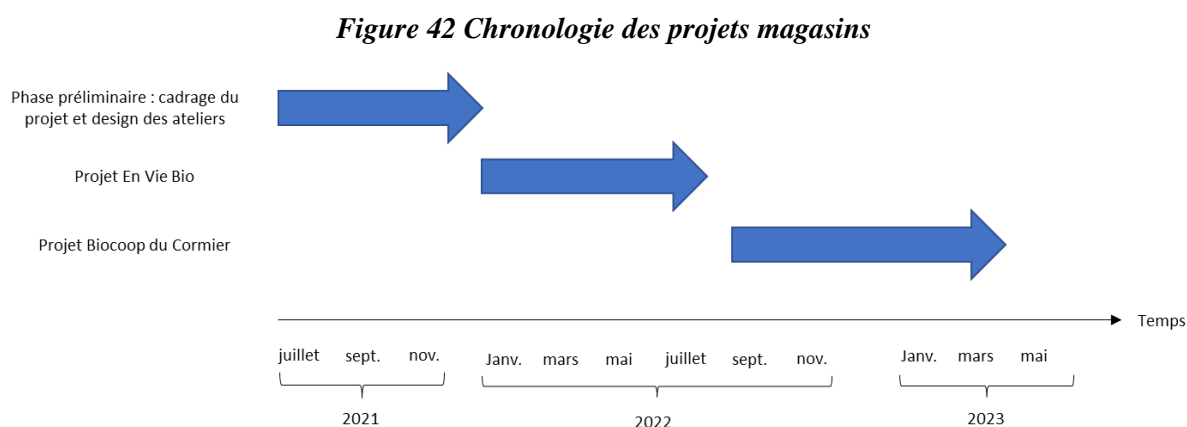 Figure 42 Chronologie des projets magasins
Phase préliminaire : cadrage du
projet et design des ateliers
Projet En Vie Bio
Projet Biocoop du Cormier
Temps
juillet sept. nov. Janv. mars mai juillet sept. nov. Janv. mars mai
2021 2022 2023